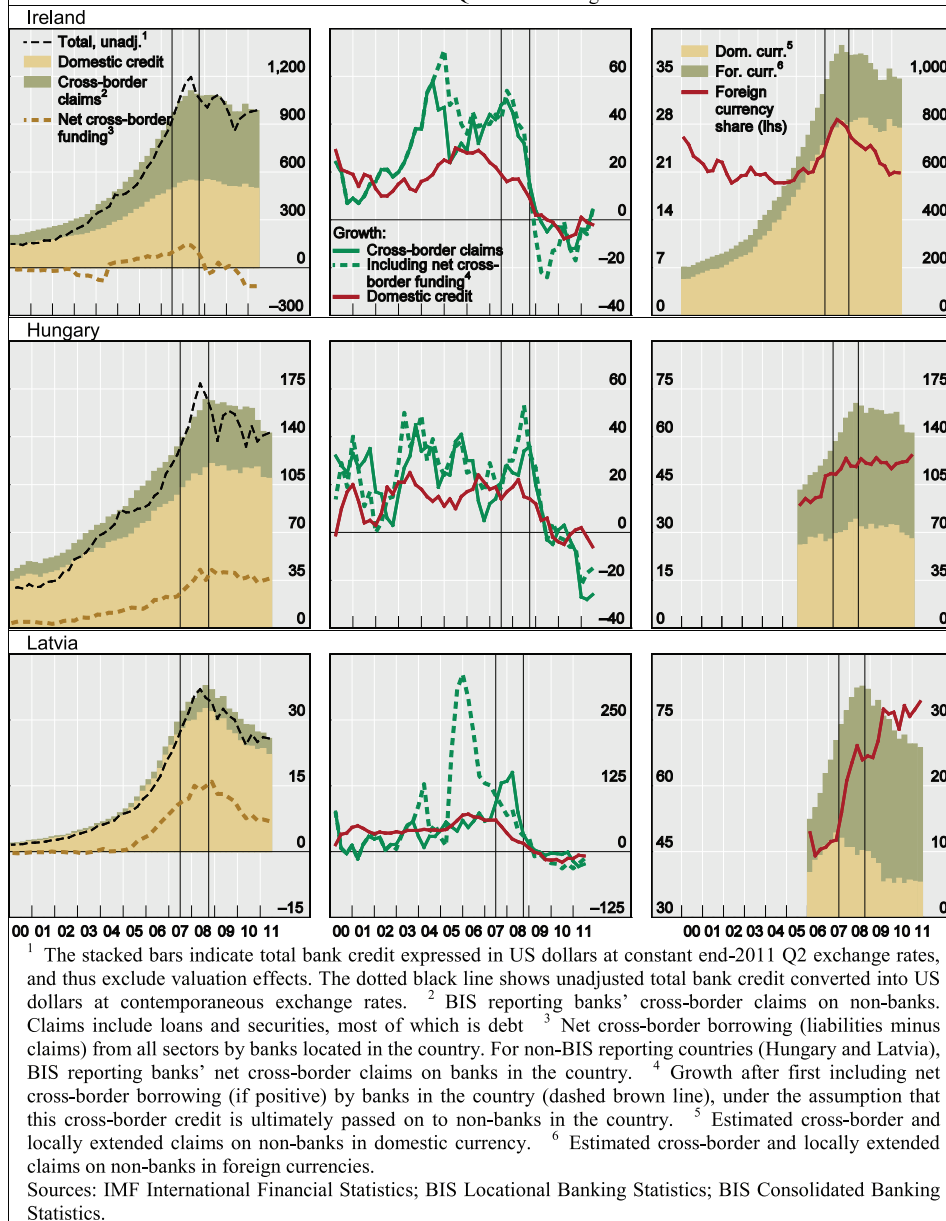 Ireland
Total, unadj.1
Domestic credit
Cross-border
claims2
Net cross-border
funding3
1,200
900
600
300
0
–300
60
40
20
0
–20
–40
Growth:
Cross-border claims
Including net cross-
border funding4
Domestic credit
35
28
21
14
7
0
Dom. curr.5
For. curr.6
Foreign
currency
share (lhs)
1,000
800
600
400
200
0
Hungary
175
140
105
70
35
0
60
40
20
0
–20
–40
75
60
45
30
15
0
175
140
105
70
35
0
Latvia
30
15
0
–15
250
125
0
–125
75
60
45
30
30
20
10
0
00 01 02 03 04 05 06 07 08 09 10 11
00 01 02 03 04 05 06 07 08 09 10 11
00 01 02 03 04 05 06 07 08 09 10 11
1 The stacked bars indicate total bank credit expressed in US dollars at constant end-2011 Q2 exchange rates,
and thus exclude valuation effects. The dotted black line shows unadjusted total bank credit converted into US
dollars at contemporaneous exchange rates. 2 BIS reporting banks’ cross-border claims on non-banks.
Claims include loans and securities, most of which is debt 3 Net cross-border borrowing (liabilities minus
claims) from all sectors by banks located in the country. For non-BIS reporting countries (Hungary and Latvia),
BIS reporting banks’ net cross-border claims on banks in the country. 4 Growth after first including net
cross-border borrowing (if positive) by banks in the country (dashed brown line), under the assumption that
this cross-border credit is ultimately passed on to non-banks in the country. 5 Estimated cross-border and
locally extended claims on non-banks in domestic currency. 6 Estimated cross-border and locally extended
claims on non-banks in foreign currencies.
Sources: IMF International Financial Statistics; BIS Locational Banking Statistics; BIS Consolidated Banking
Statistics.